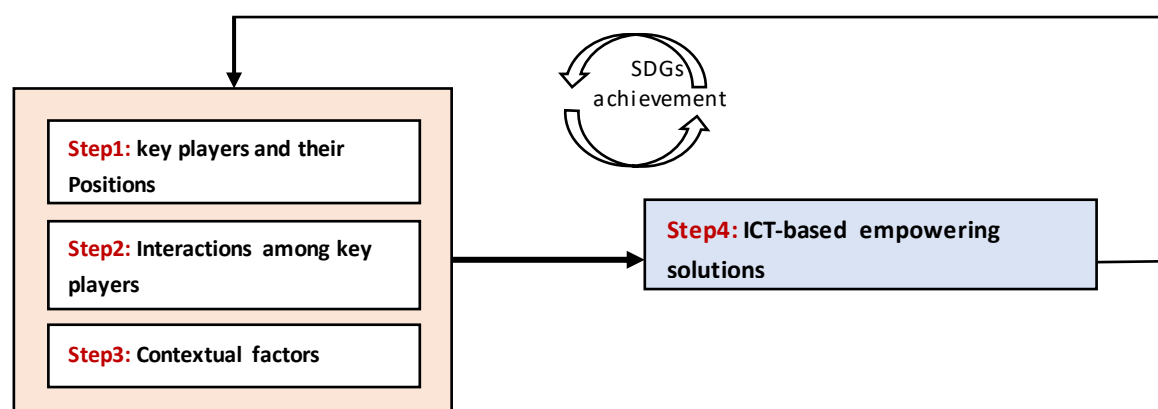 SDGs
achievement
Step1: key players and their
Positions
Step2: Interactions among key
players
Step3: Contextual factors
Step4: ICT-based empowering
solutions